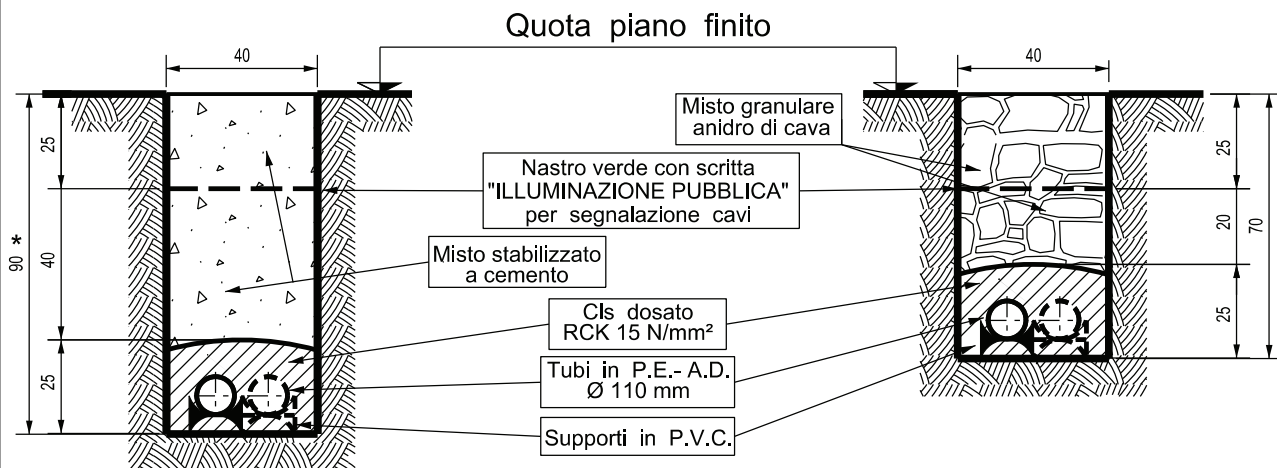 Quota piano finito
40
40
25
40
25
90 *
Misto granulare
anidro di cava
Nastro verde con scritta
"ILLUMINAZIONE PUBBLICA"
per segnalazione cavi
Misto stabilizzato
a cemento
Cls dosato
RCK 15 N/mm²
Tubi in P.E.- A.D.
Ø 110 mm
Supporti in P.V.C.
25
20
25
70